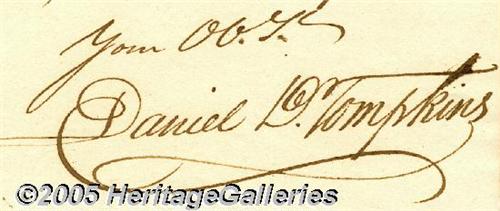 Your Ob. St
Daniel D. Tompkins
©2005 HeritageGalleries